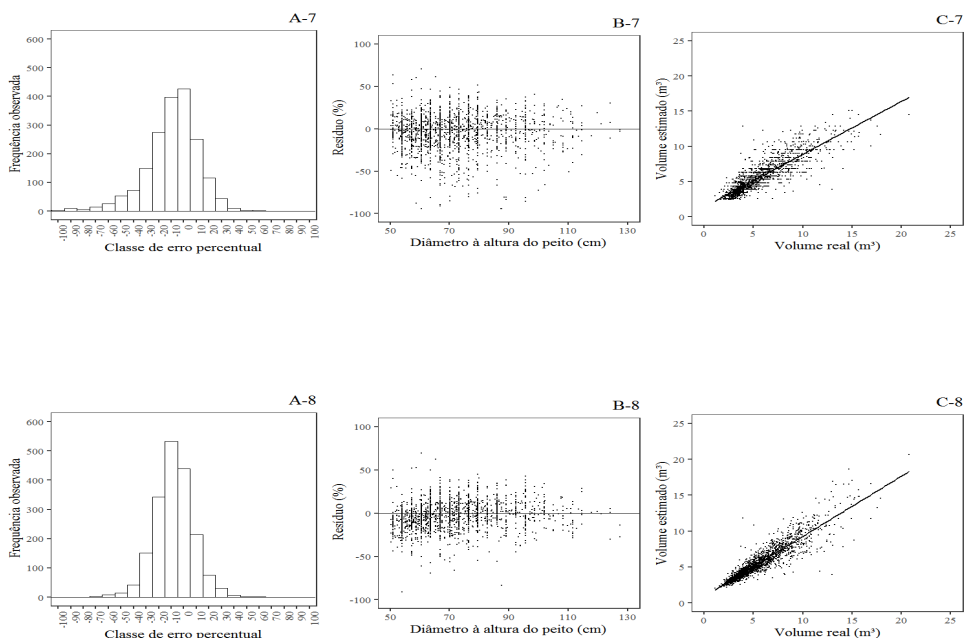 A-7
Frequência observada
600
500
400
300
200
100
0
-100 -90 -80 -70 -60 -50 -40 -30 -20 -10 0 10 20 30 40 50 60 70 80 90 100
Classe de erro percentual
B-7
Resíduo (%)
100
50
0
-50
-100
50 70 90 110 130
Diâmetro à altura do peito (cm)
C-7
Volume estimado (m³)
25
20
15
10
5
0
0 5 10 15 20 25
Volume real (m³)
A-8
Frequência observada
600
500
400
300
200
100
0
-100 -90 -80 -70 -60 -50 -40 -30 -20 -10 0 10 20 30 40 50 60 70 80 90 100
Classe de erro percentual
B-8
Resíduo (%)
100
50
0
-50
-100
50 70 90 110 130
Diâmetro à altura do peito (cm)
C-8
Volume estimado (m³)
25
20
15
10
5
0
0 5 10 15 20 25
Volume real (m³)